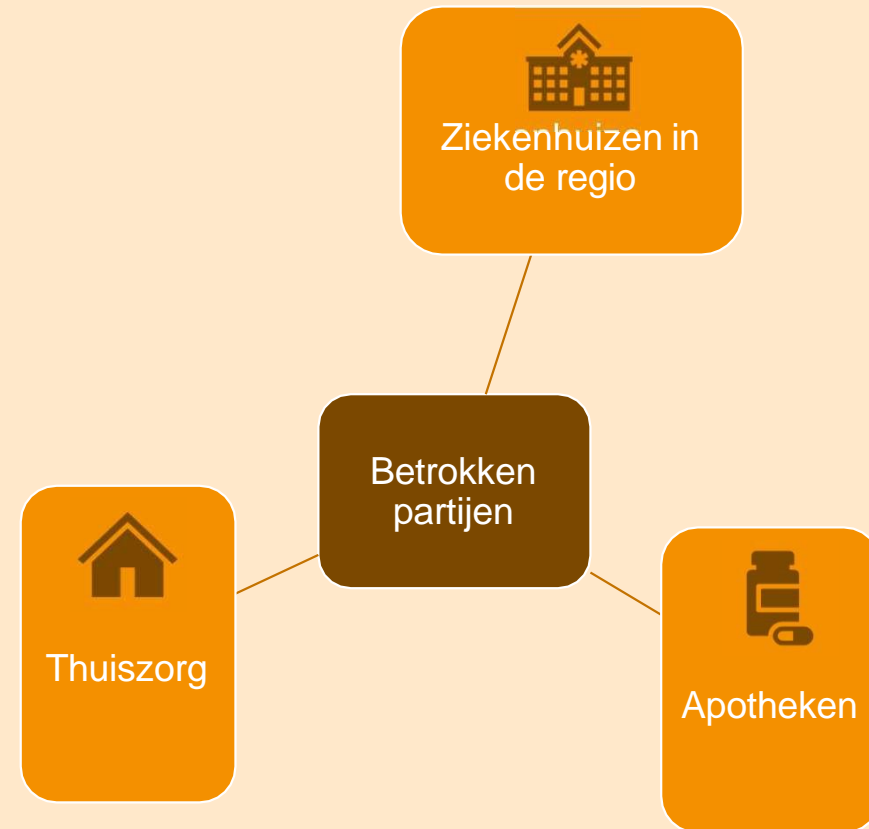 Ziekenhuizen in
de regio
Betrokken
partijen
Thuiszorg
Apotheken